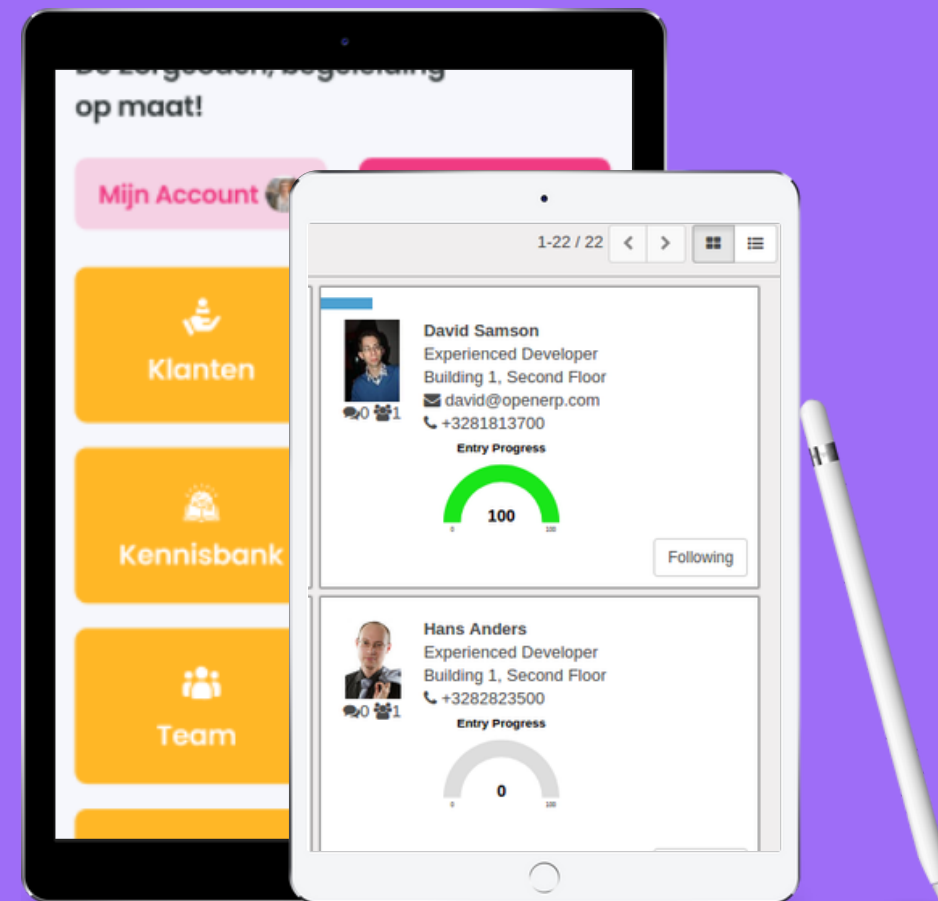 op maat!
Mijn Account
Klanten
Kennisbank
Team
1-22 / 22
David Samson
Experienced Developer
Building 1, Second Floor
david@openerp.com
+3281813700
0 1
Entry Progress
100
0 100
Following
Hans Anders
Experienced Developer
Building 1, Second Floor
+3282823500
0 1
Entry Progress
0
0 100